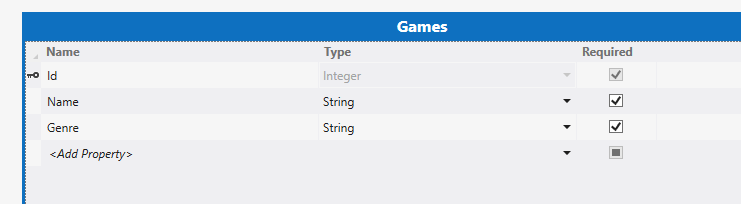 Games
Name Type Required
Id Integer
Name String
Genre String
<Add Property>